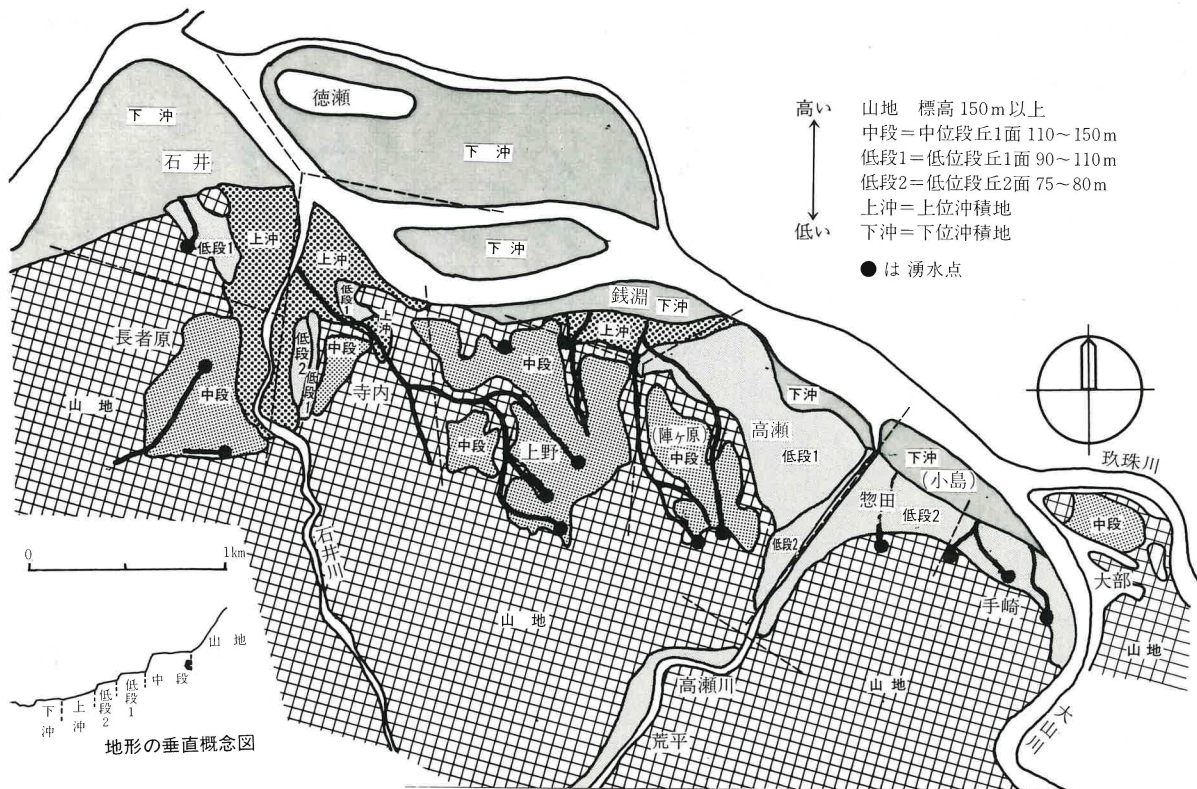 徳瀬
下沖
下沖
石井
高い 山地 標高150m以上
中段=中位段丘1面 110~150m
低段1=低位段丘1面 90~110m
低段2=低位段丘2面 75~80m
上沖=上位沖積地
低い 下沖=下位沖積地
●は湧水点
低段1
上沖
上沖
下沖
低段1
上沖
銭淵
下沖
上沖
長者原
中段
山地
低段2
低段1
中段
寺内
中段
中段
上野
(陣ヶ原)
中段
高瀬
低段1
下沖
下沖
(小島)
惣田
低段2
低段2
玖珠川
中段
大部
手崎
山地
石井川
山地
高瀬川
山地
荒平
大山川
0 1km
山地
中段
低段1
低段2
上沖
下沖
地形の垂直概念図